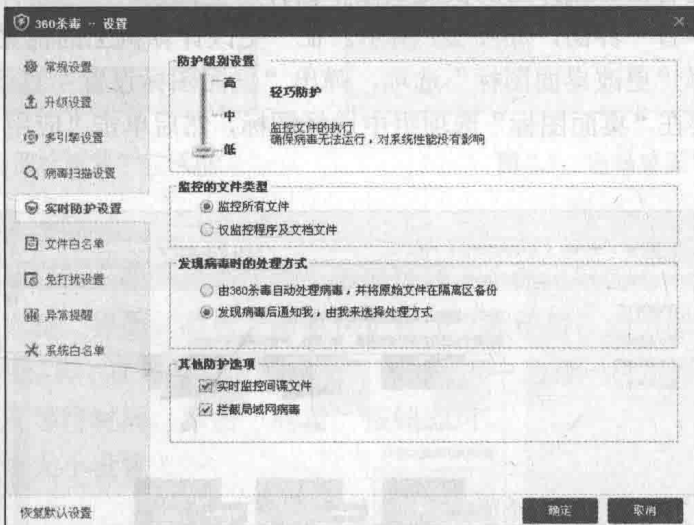 360杀毒 - 设置
常规设置
升级设置
多引擎设置
病毒扫描设置
实时防护设置
文件白名单
免打扰设置
异常提醒
系统白名单
防护级别设置
高
中
低
轻巧防护
监控文件的执行
确保病毒无法运行，对系统性能没有影响
监控的文件类型
监控所有文件
仅监控程序及文档文件
发现病毒时的处理方式
由360杀毒自动处理病毒，并将原始文件在隔离区备份
发现病毒后通知我，由我来选择处理方式
其他防护选项
实时监控间谍文件
拦截局域网病毒
恢复默认设置
确定
取消